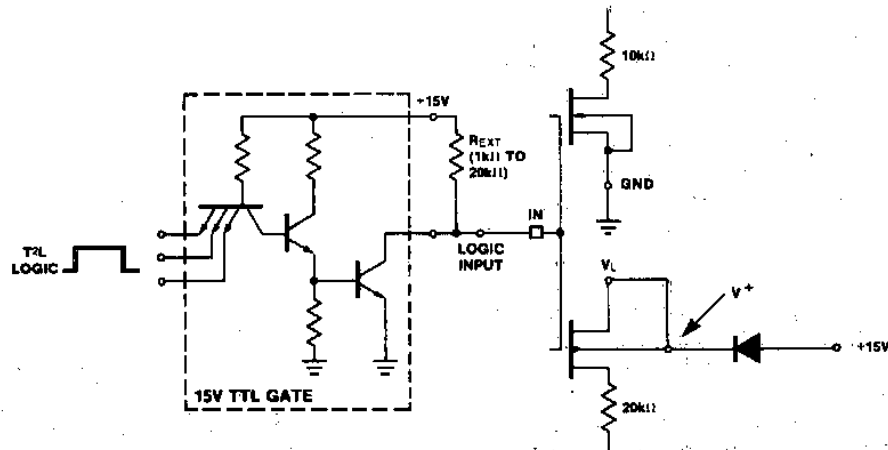 10kΩ
+15V
REXT
(1kΩ TO
20kΩ)
GND
IN
T2L
LOGIC
LOGIC
INPUT
VL
V+
+15V
15V TTL GATE
20kΩ